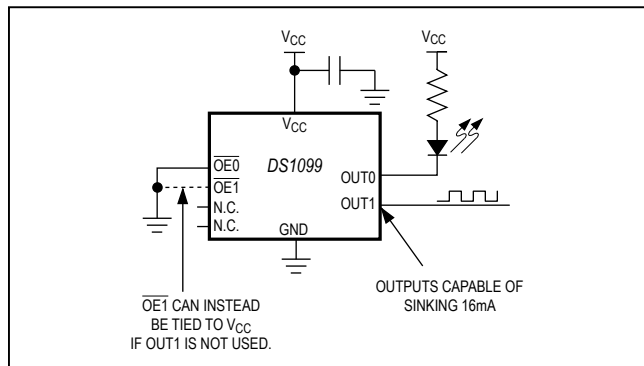 VCC
VCC
VCC
OE0
DS1099
OUT0
OE1
OUT1
N.C.
N.C.
GND
OE1 CAN INSTEAD
BE TIED TO VCC
IF OUT1 IS NOT USED.
OUTPUTS CAPABLE OF
SINKING 16mA